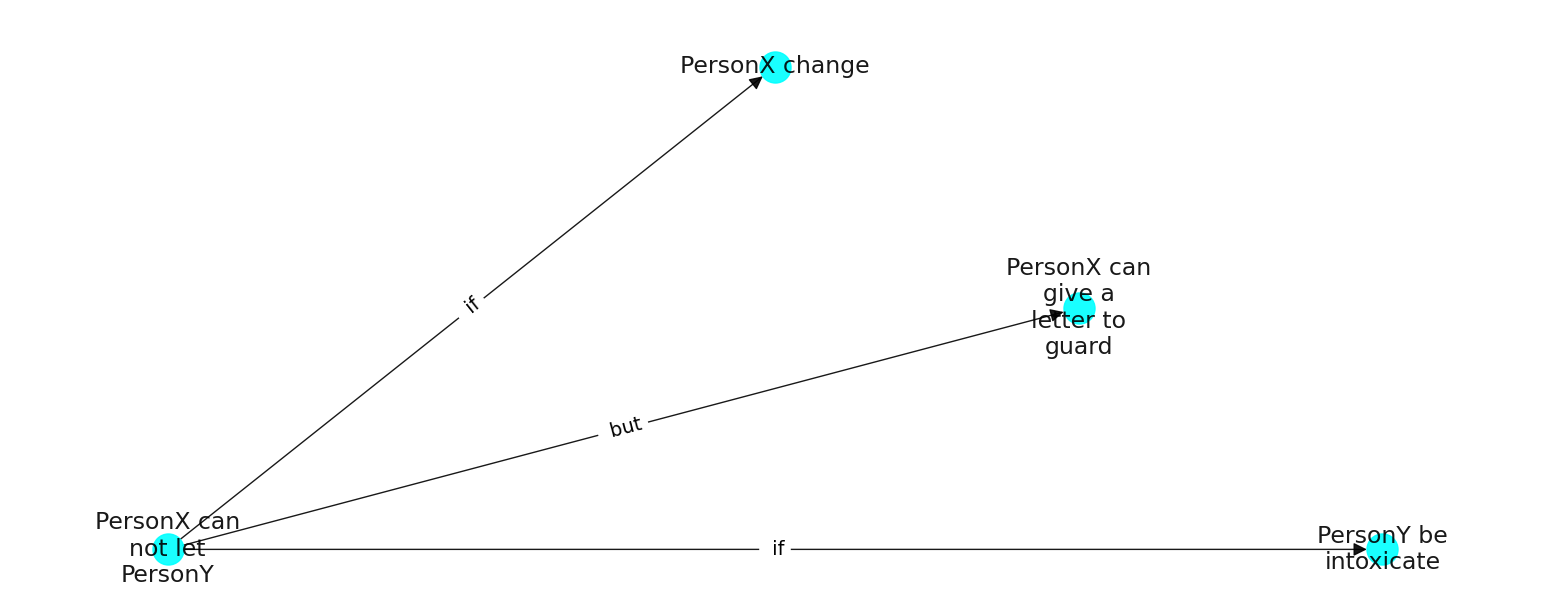 PersonX change
PersonX can
give a
letter to
guard
if
but
PersonX can
not let
PersonY
if
PersonY be
intoxicate